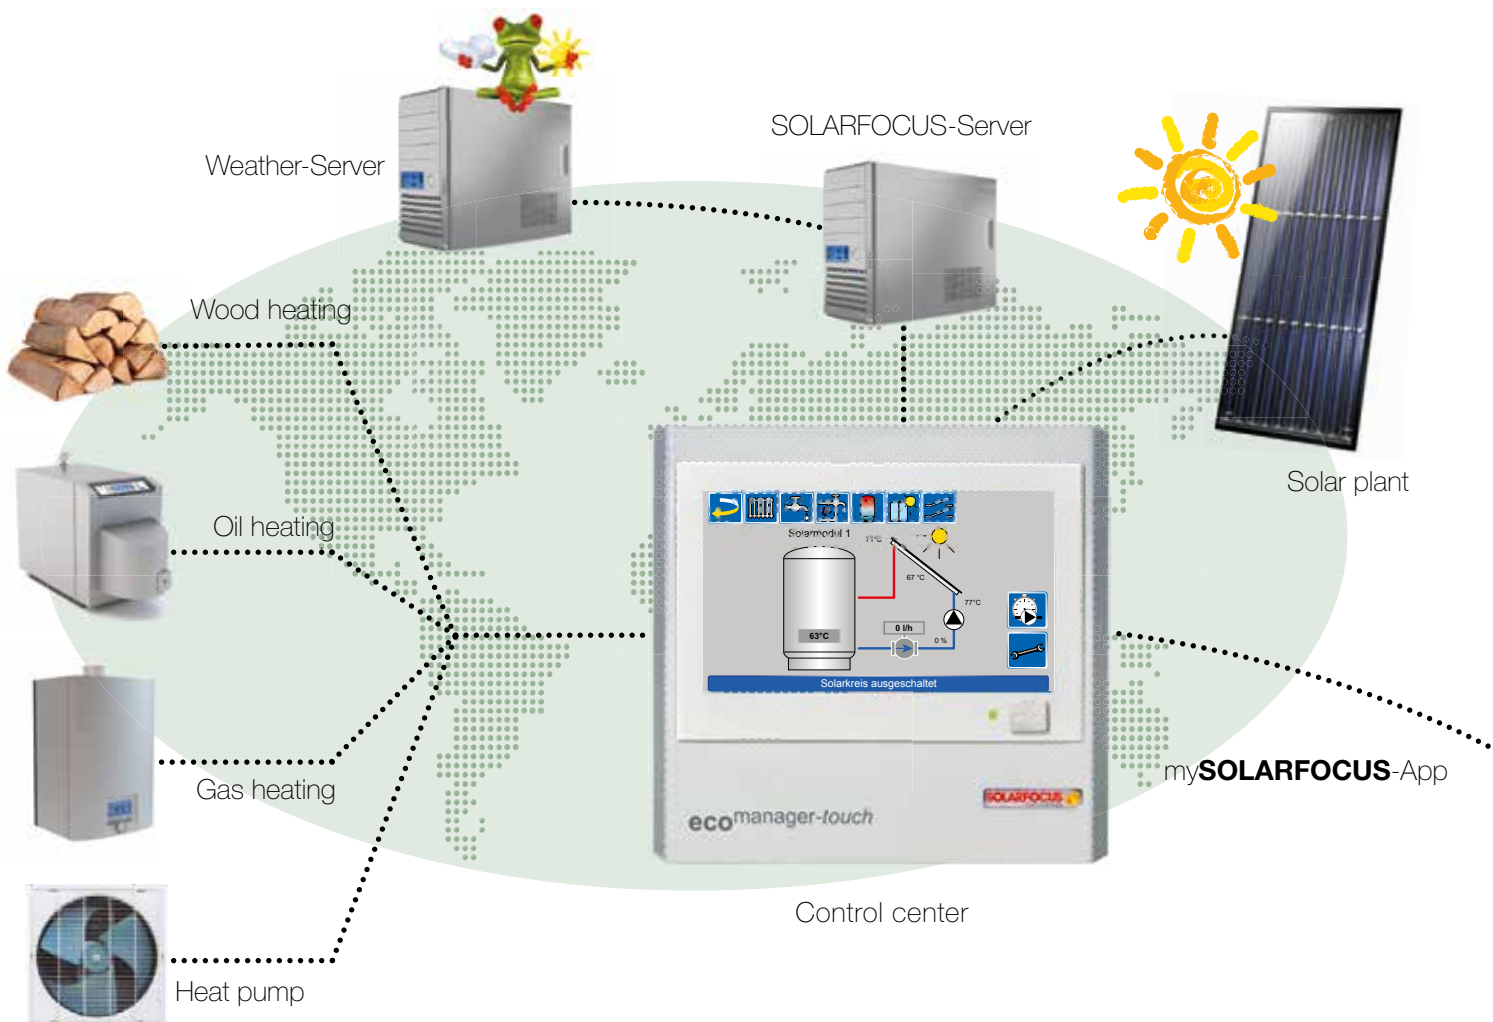 SOLARFOCUS-Server
Weather-Server
Wood heating
Oil heating
Gas heating
Heat pump
Solar plant
Solarmodul 1
71°C
67 °C
77°C
63°C
0 l/h
0 %
Solarkreis ausgeschaltet
SOLARFOCUS
ecomanager-touch
mySOLARFOCUS-App
Control center